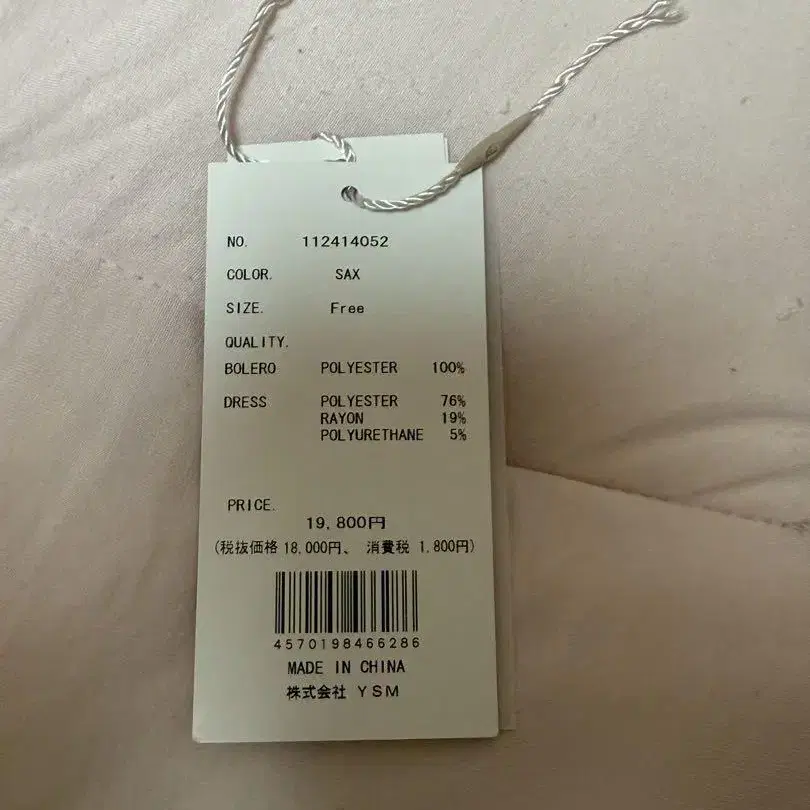 NO. 112414052
COLOR. SAX
SIZE. Free
QUALITY.
BOLERO POLYESTER 100%
DRESS POLYESTER 76%
RAYON 19%
POLYURETHANE 5%
PRICE.
19,800円
(税抜価格 18,000円、 消費税 1,800円)
4570198466286
MADE IN CHINA
株式会社 YSM